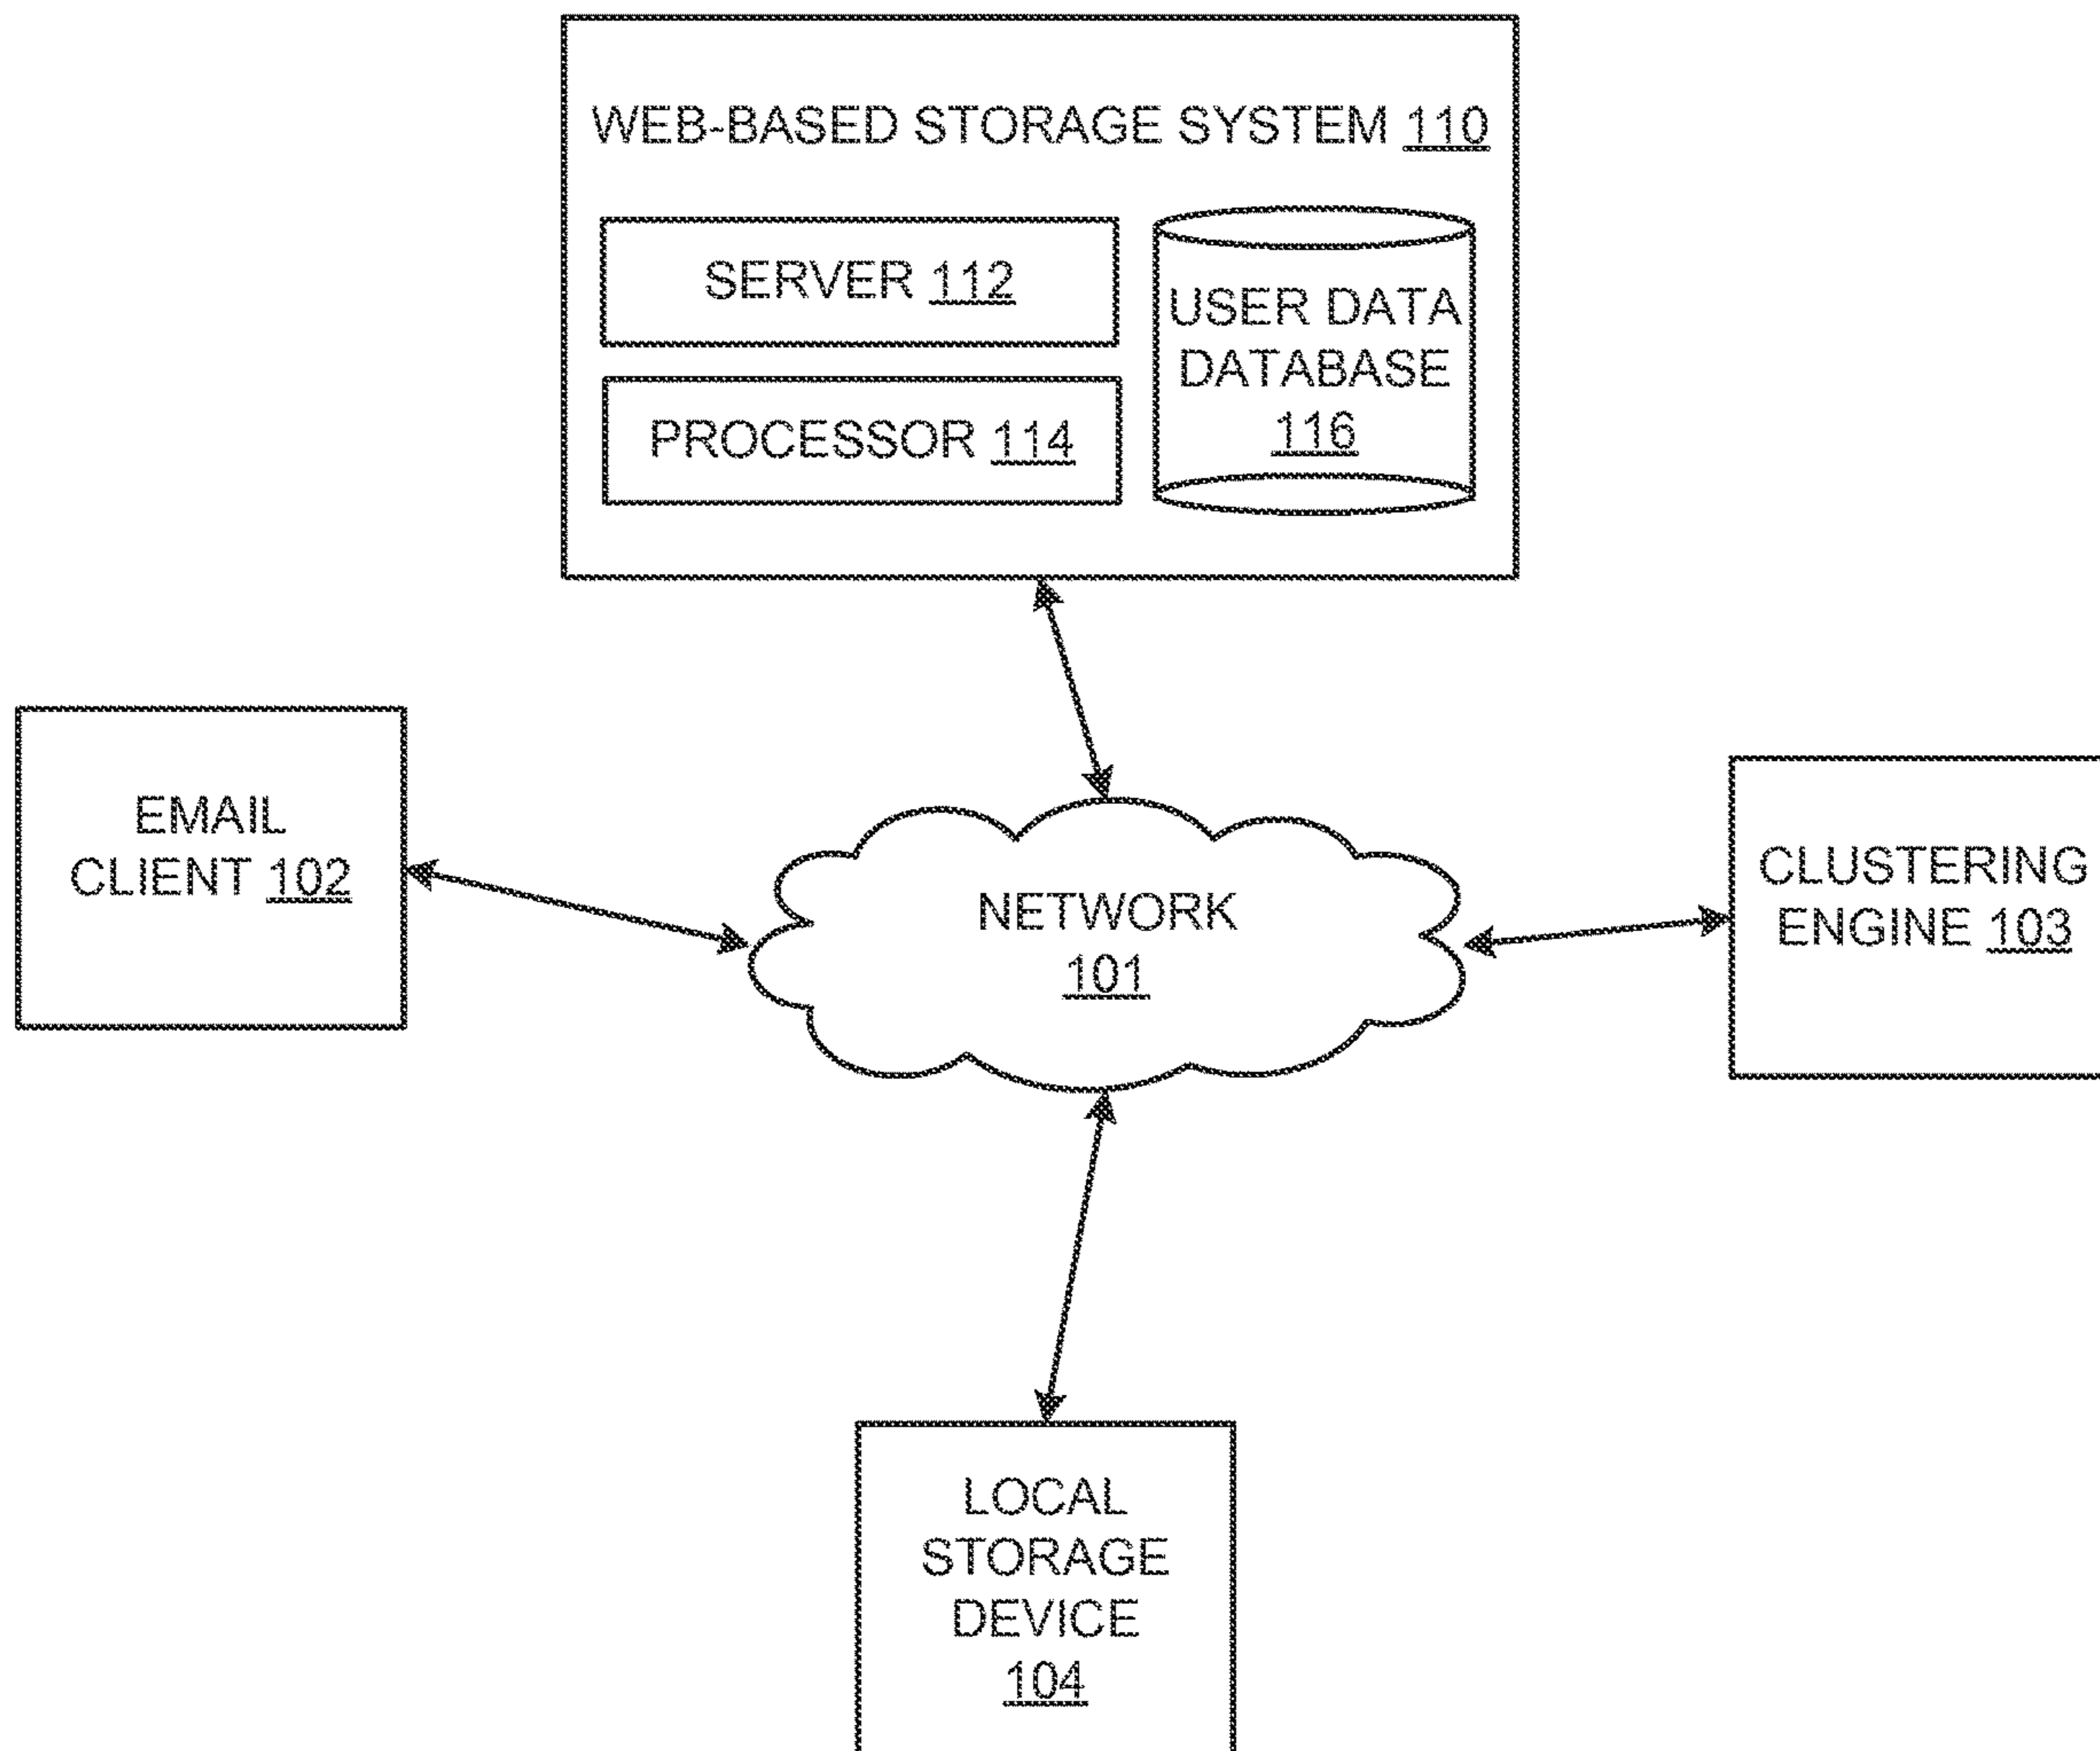 WEB-BASED STORAGE SYSTEM 110
SERVER 112
PROCESSOR 114
USER DATA
DATABASE
116
EMAIL
CLIENT 102
NETWORK
101
CLUSTERING
ENGINE 103
LOCAL
STORAGE
DEVICE
104